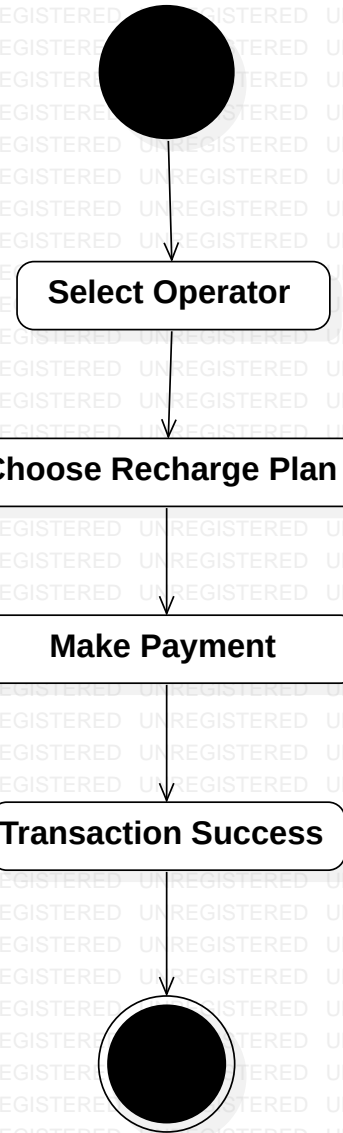 Select Operator
Choose Recharge Plan
Make Payment
Transaction Success